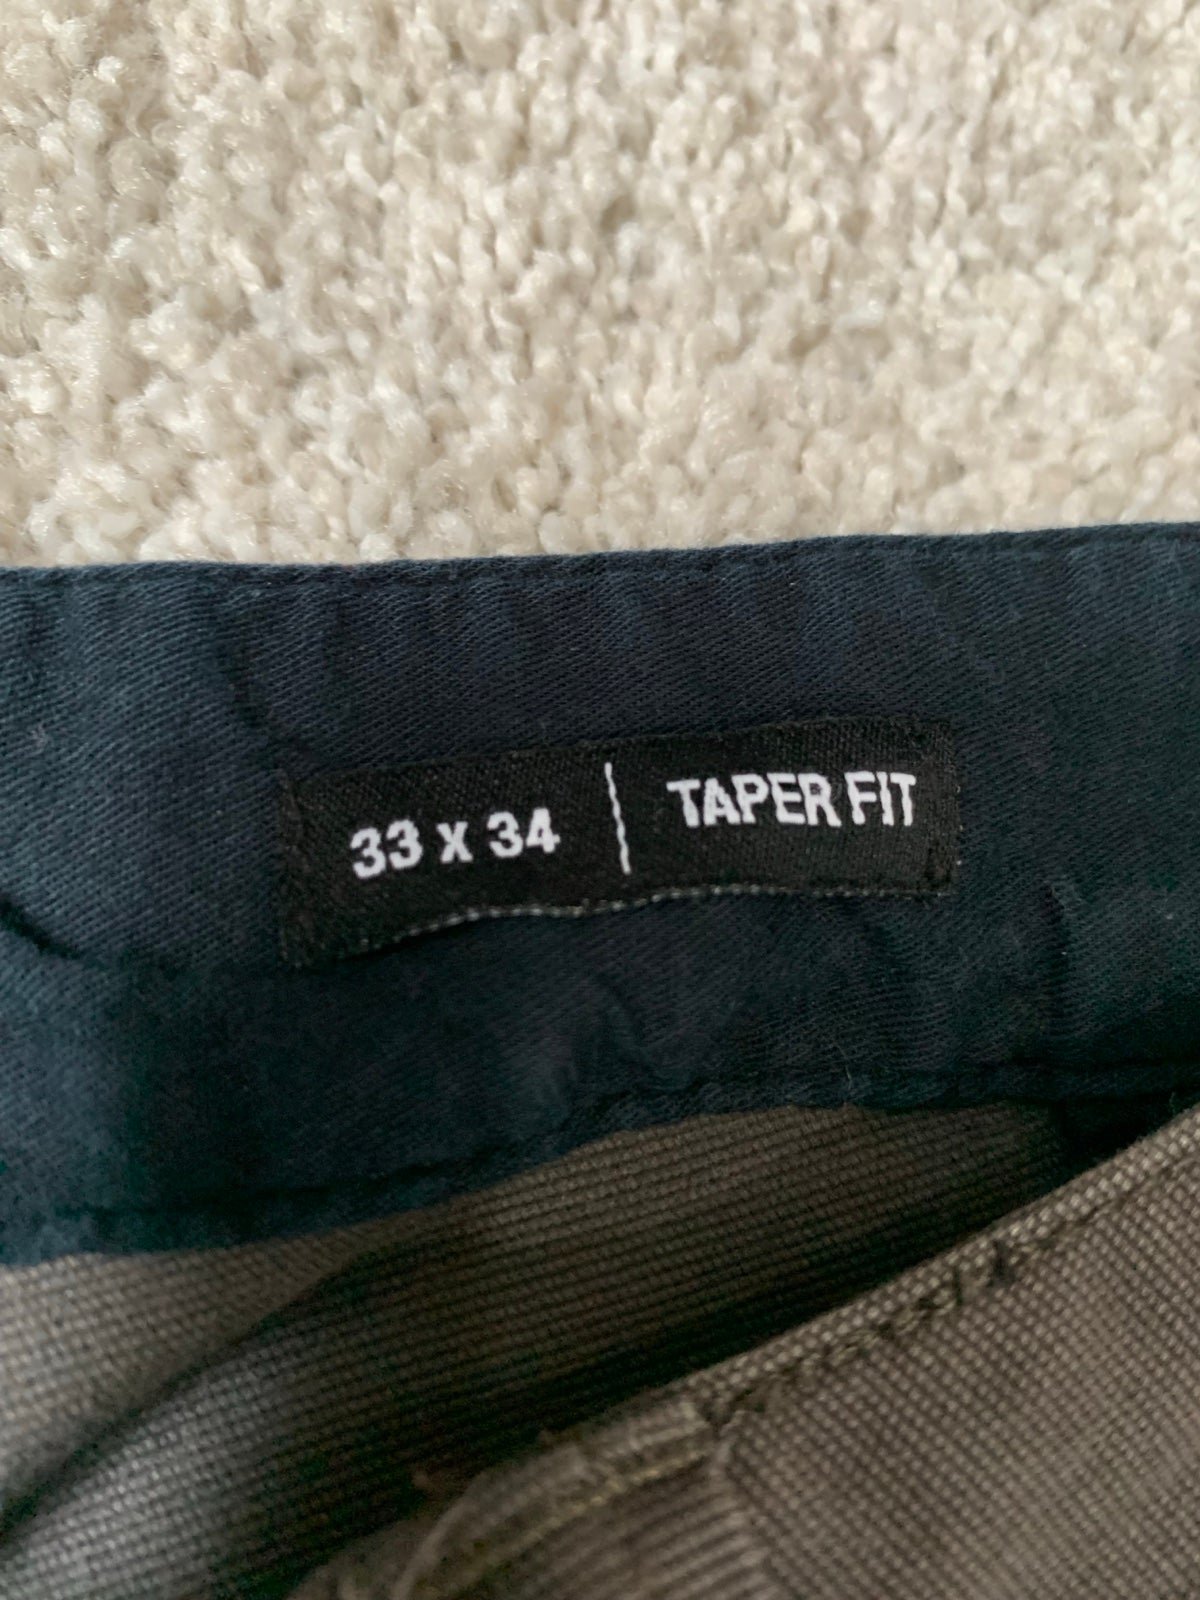 33 x 34 | TAPER FIT